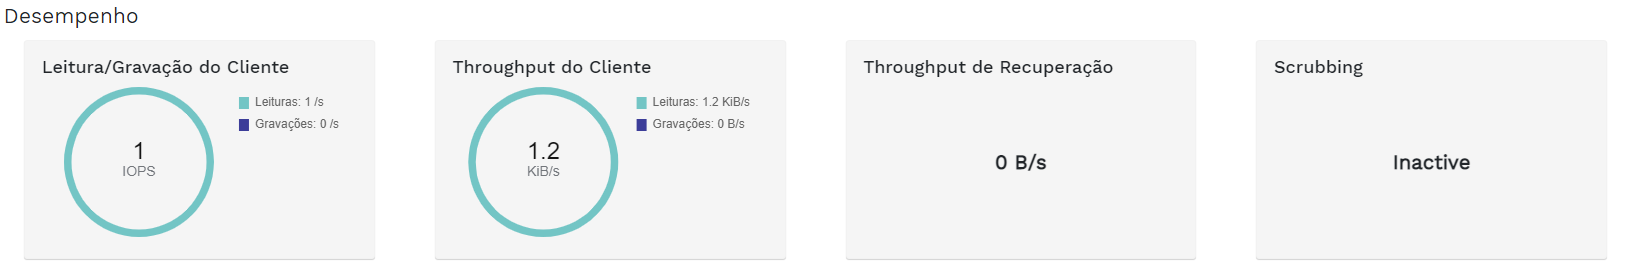 Desempenho
Leitura/Gravação do Cliente
Leituras: 1 /s
Gravações: 0 /s
1
IOPS
Throughput do Cliente
Leituras: 1.2 KiB/s
Gravações: 0 B/s
1.2
KiB/s
Throughput de Recuperação
0 B/s
Scrubbing
Inactive